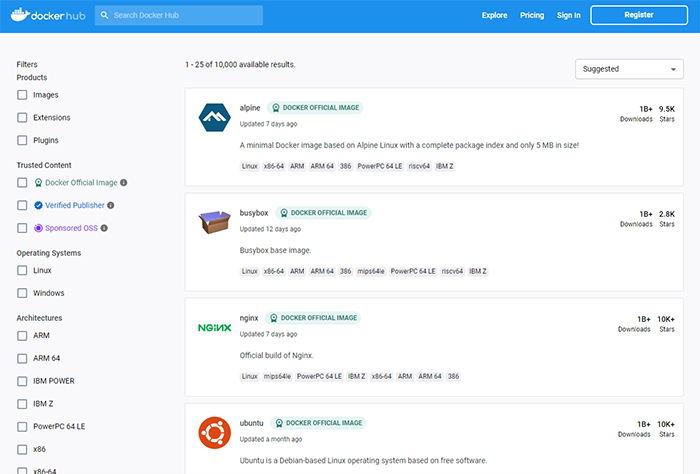 docker hub
Search Docker Hub
Explore Pricing Sign In Register
Filters
Products
Images
Extensions
Plugins
Trusted Content
Docker Official Image
Verified Publisher
Sponsored OSS
Operating Systems
Linux
Windows
Architectures
ARM
ARM 64
IBM POWER
IBM Z
PowerPC 64 LE
x86
x86-64
1 - 25 of 10,000 available results.
Suggested
alpine DOCKER OFFICIAL IMAGE
1B+ 9.5K
Downloads Stars
Updated 7 days ago
A minimal Docker image based on Alpine Linux with a complete package index and only 5 MB in size!
Linux x86-64 ARM ARM 64 386 PowerPC 64 LE riscv64 IBM Z
busybox DOCKER OFFICIAL IMAGE
1B+ 2.8K
Downloads Stars
Updated 12 days ago
Busybox base image.
Linux x86-64 ARM ARM 64 386 mips64le PowerPC 64 LE riscv64 IBM Z
NGINX
nginx DOCKER OFFICIAL IMAGE
1B+ 10K+
Downloads Stars
Updated 7 days ago
Official build of Nginx.
Linux mips64le PowerPC 64 LE IBM Z x86-64 ARM ARM 64 386
ubuntu DOCKER OFFICIAL IMAGE
1B+ 10K+
Downloads Stars
Updated a month ago
Ubuntu is a Debian-based Linux operating system based on free software.